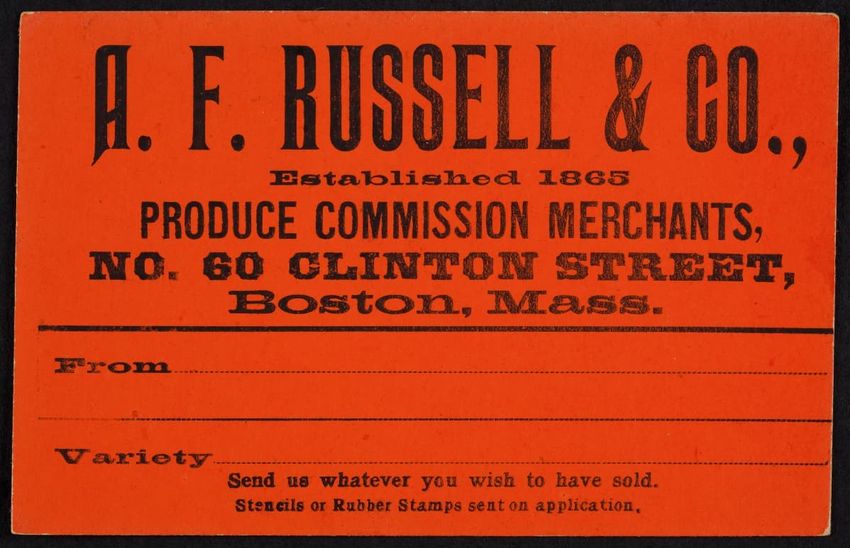 A. F. RUSSELL & CO.,
Established 1865
PRODUCE COMMISSION MERCHANTS,
NO. 60 CLINTON STREET,
Boston, Mass.
From
Variety
Send us whatever you wish to have sold.
Stencils or Rubber Stamps sent on application.